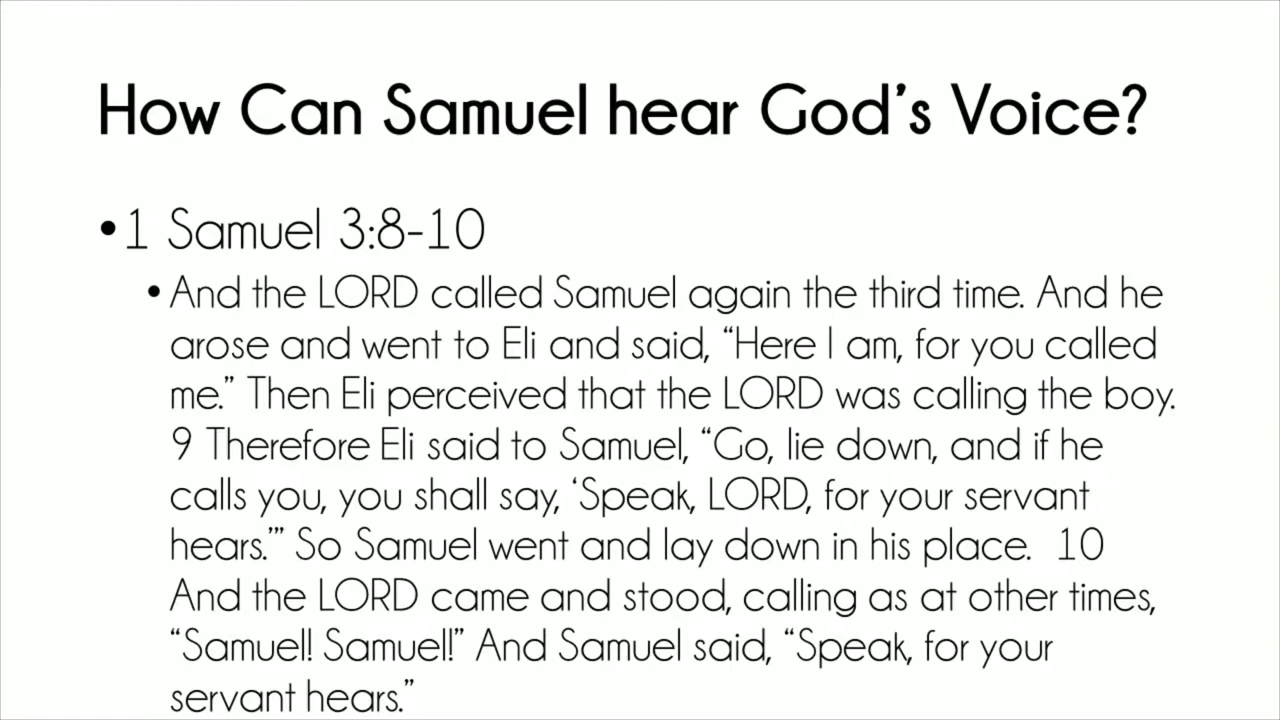 How Can Samuel hear God's Voice?
•1 Samuel 3:8-10
•And the LORD called Samuel again the third time. And he
arose and went to Eli and said, “Here I am, for you called
me.” Then Eli perceived that the LORD was calling the boy.
9 Therefore Eli said to Samuel, “Go, lie down, and if he
calls you, you shall say, ‘Speak, LORD, for your servant
hears.’” So Samuel went and lay down in his place.  10
And the LORD came and stood, calling as at other times,
“Samuel! Samuel!” And Samuel said, “Speak, for your
servant hears.”